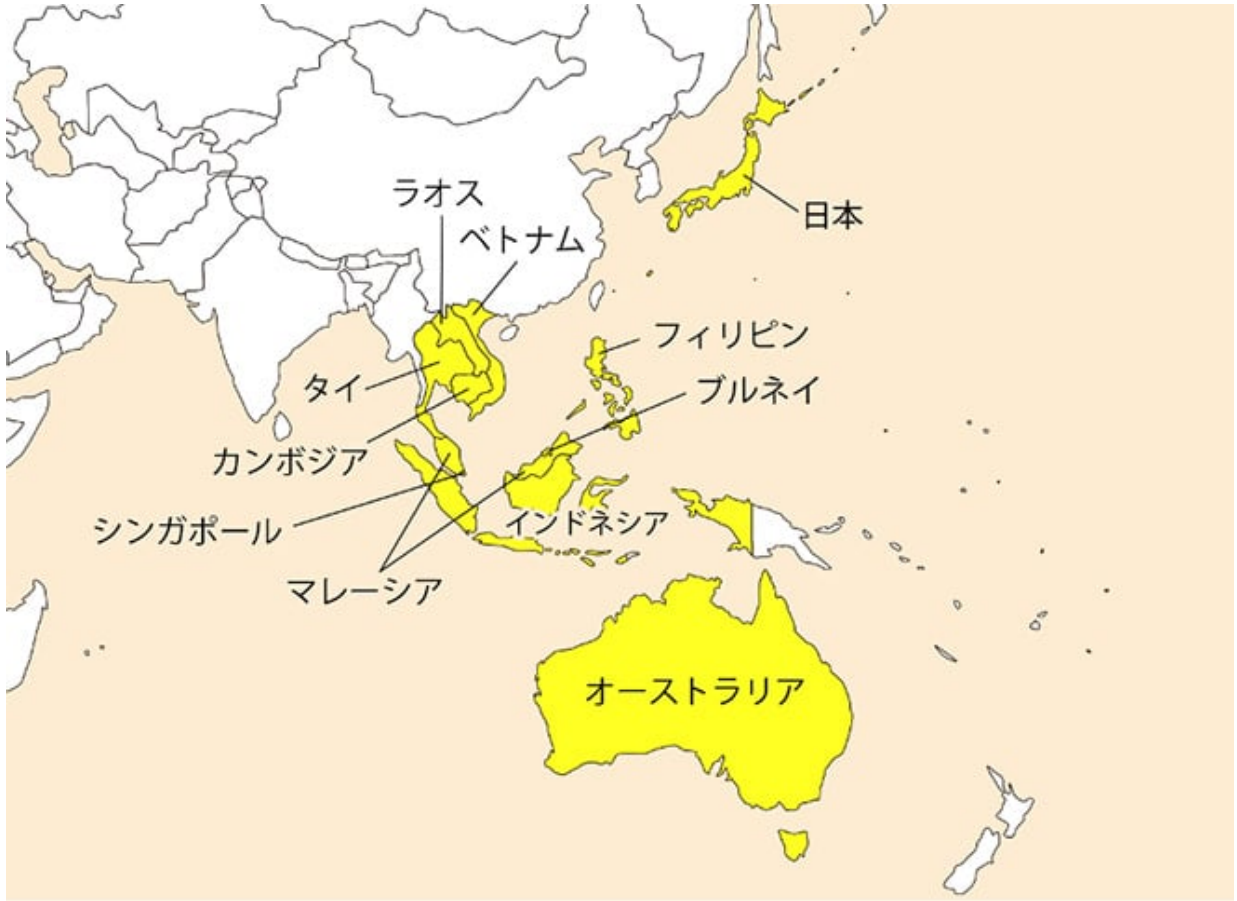 ラオス
ベトナム
日本
フィリピン
タイ
ブルネイ
カンボジア
シンガポール
インドネシア
マレーシア
オーストラリア